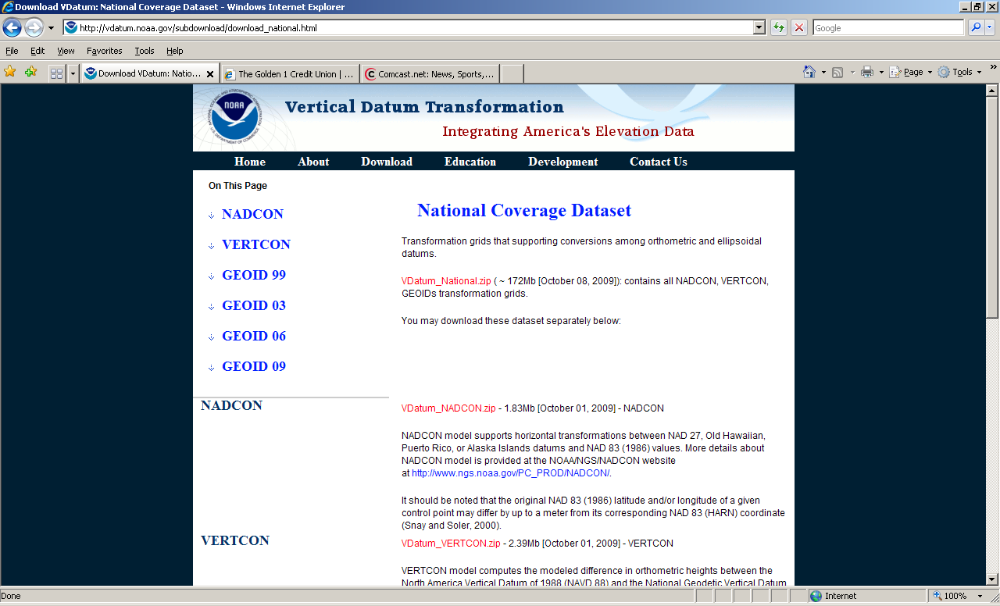 Download VDatum: National Coverage Dataset - Windows Internet Explorer
http://vdatum.noaa.gov/subdownload/download_national.html
Google
File Edit View Favorites Tools Help
Download VDatum: Natio...
The Golden 1 Credit Union | ...
Comcast.net: News, Sports,...
Page Tools
NOAA
Vertical Datum Transformation
Integrating America's Elevation Data
Home About Download Education Development Contact Us
On This Page
NADCON
VERTCON
GEOID 99
GEOID 03
GEOID 06
GEOID 09
National Coverage Dataset
Transformation grids that supporting conversions among orthometric and ellipsoidal
datums.
VDatum_National.zip ( ~ 172Mb [October 08, 2009]): contains all NADCON, VERTCON,
GEOIDs transformation grids.
You may download these dataset separately below:
NADCON
VDatum_NADCON.zip - 1.83Mb [October 01, 2009] - NADCON
NADCON model supports horizontal transformations between NAD 27, Old Hawaiian,
Puerto Rico, or Alaska Islands datums and NAD 83 (1986) values. More details about
NADCON model is provided at the NOAA/NGS/NADCON website
at http://www.ngs.noaa.gov/PC_PROD/NADCON/.
It should be noted that the original NAD 83 (1986) latitude and/or longitude of a given
control point may differ by up to a meter from its corresponding NAD 83 (HARN) coordinate
(Snay and Soler, 2000).
VERTCON
VDatum_VERTCON.zip - 2.39Mb [October 01, 2009] - VERTCON
VERTCON model computes the modeled difference in orthometric heights between the
North America Vertical Datum of 1988 (NAVD 88) and the National Geodetic Vertical Datum
Done
Internet
100%